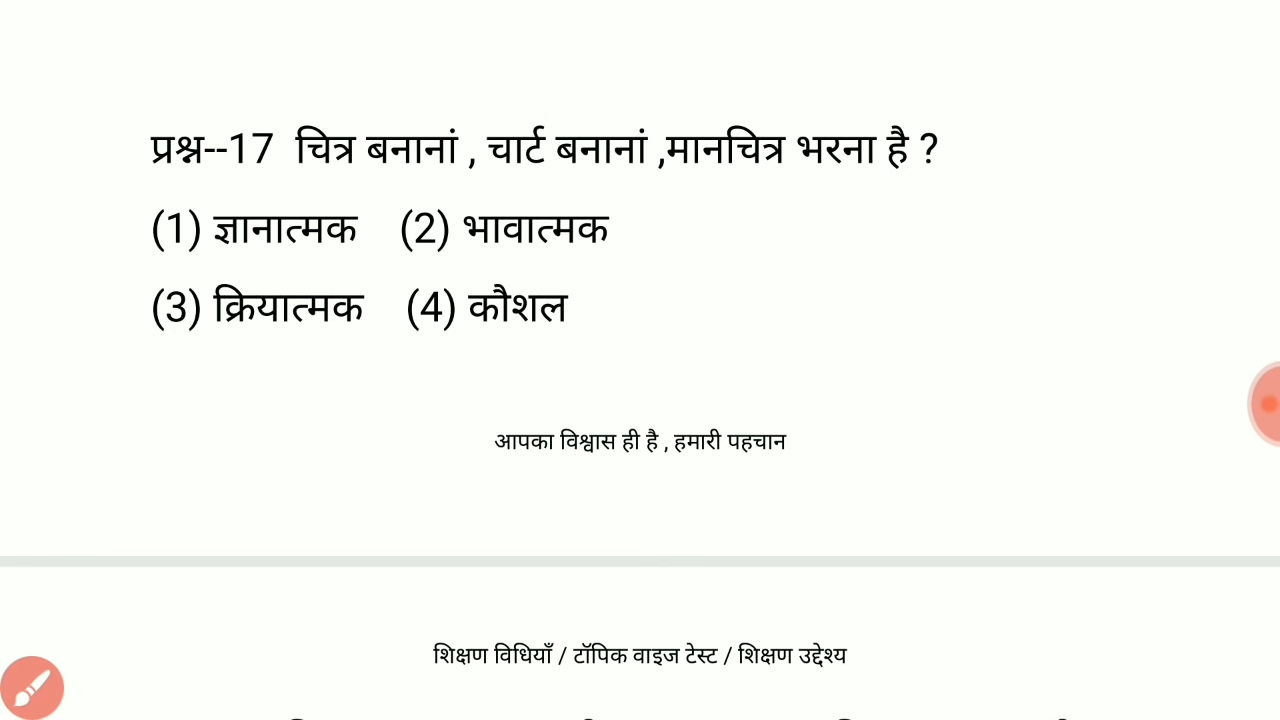 प्रश्न--17 चित्र बनानां , चार्ट बनानां ,मानचित्र भरना है ?
(1) ज्ञानात्मक (2) भावात्मक
(3) क्रियात्मक (4) कौशल
आपका विश्वास ही है , हमारी पहचान
शिक्षण विधियाँ / टॉपिक वाइज टेस्ट / शिक्षण उद्देश्य